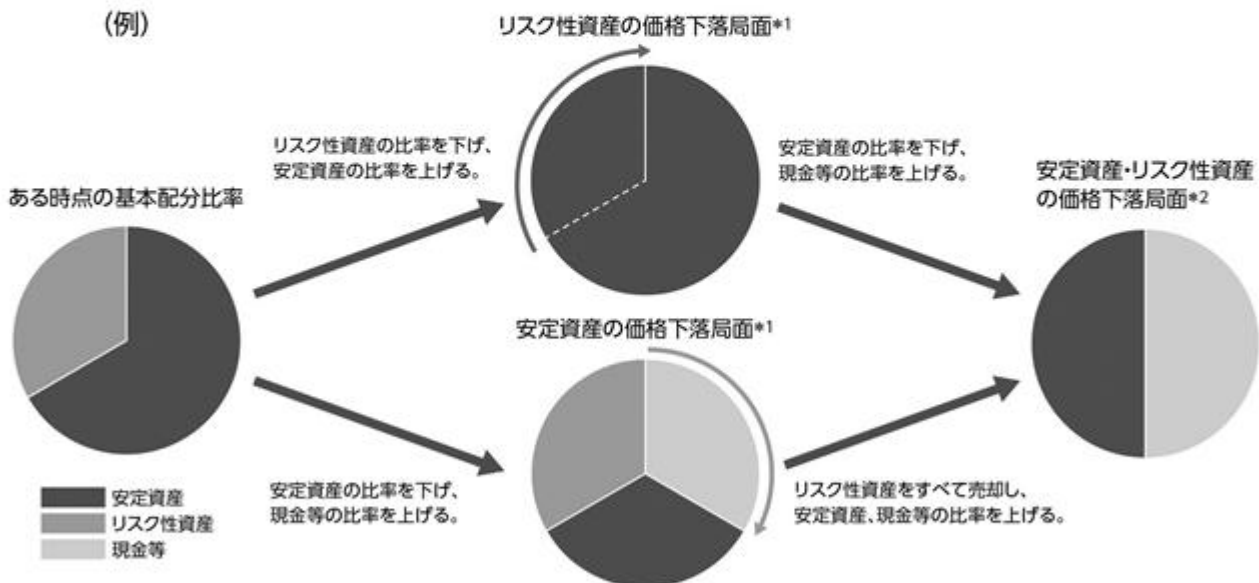 (例)
リスク性資産の価格下落局面*1
リスク性資産の比率を下げ、
安定資産の比率を上げる。
安定資産の比率を下げ、
現金等の比率を上げる。
安定資産・リスク性資産
の価格下落局面*2
ある時点の基本配分比率
安定資産の価格下落局面*1
安定資産の比率を下げ、
現金等の比率を上げる。
リスク性資産をすべて売却し、
安定資産、現金等の比率を上げる。
安定資産
リスク性資産
現金等